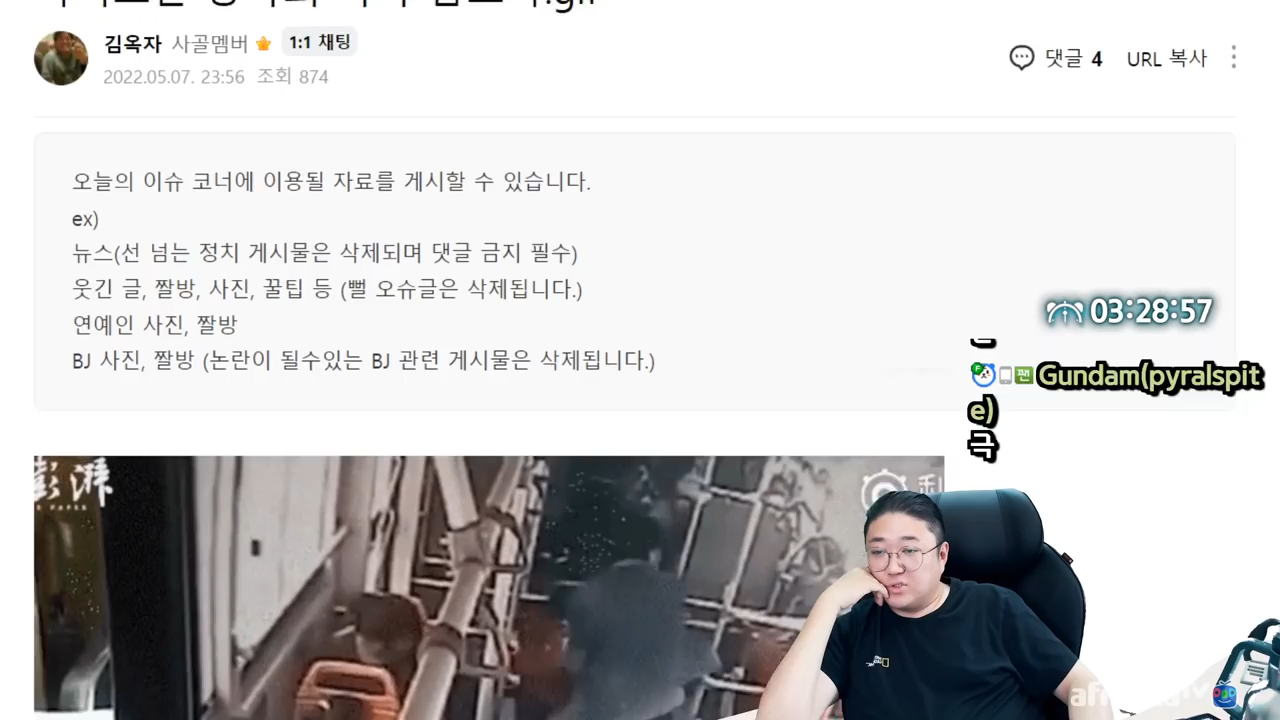 김옥자 사골멤버 1:1 채팅
2022.05.07. 23:56 조회 874
댓글 4 URL 복사
오늘의 이슈 코너에 이용될 자료를 게시할 수 있습니다.
ex)
뉴스(선 넘는 정치 게시물은 삭제되며 댓글 금지 필수)
웃긴 글, 짤방, 사진, 꿀팁 등 (뻘 오슈글은 삭제됩니다.)
연예인 사진, 짤방
BJ 사진, 짤방 (논란이 될수있는 BJ 관련 게시물은 삭제됩니다.)
03:28:57
팬 Gundam(pyralspit
e)
극
澎湃